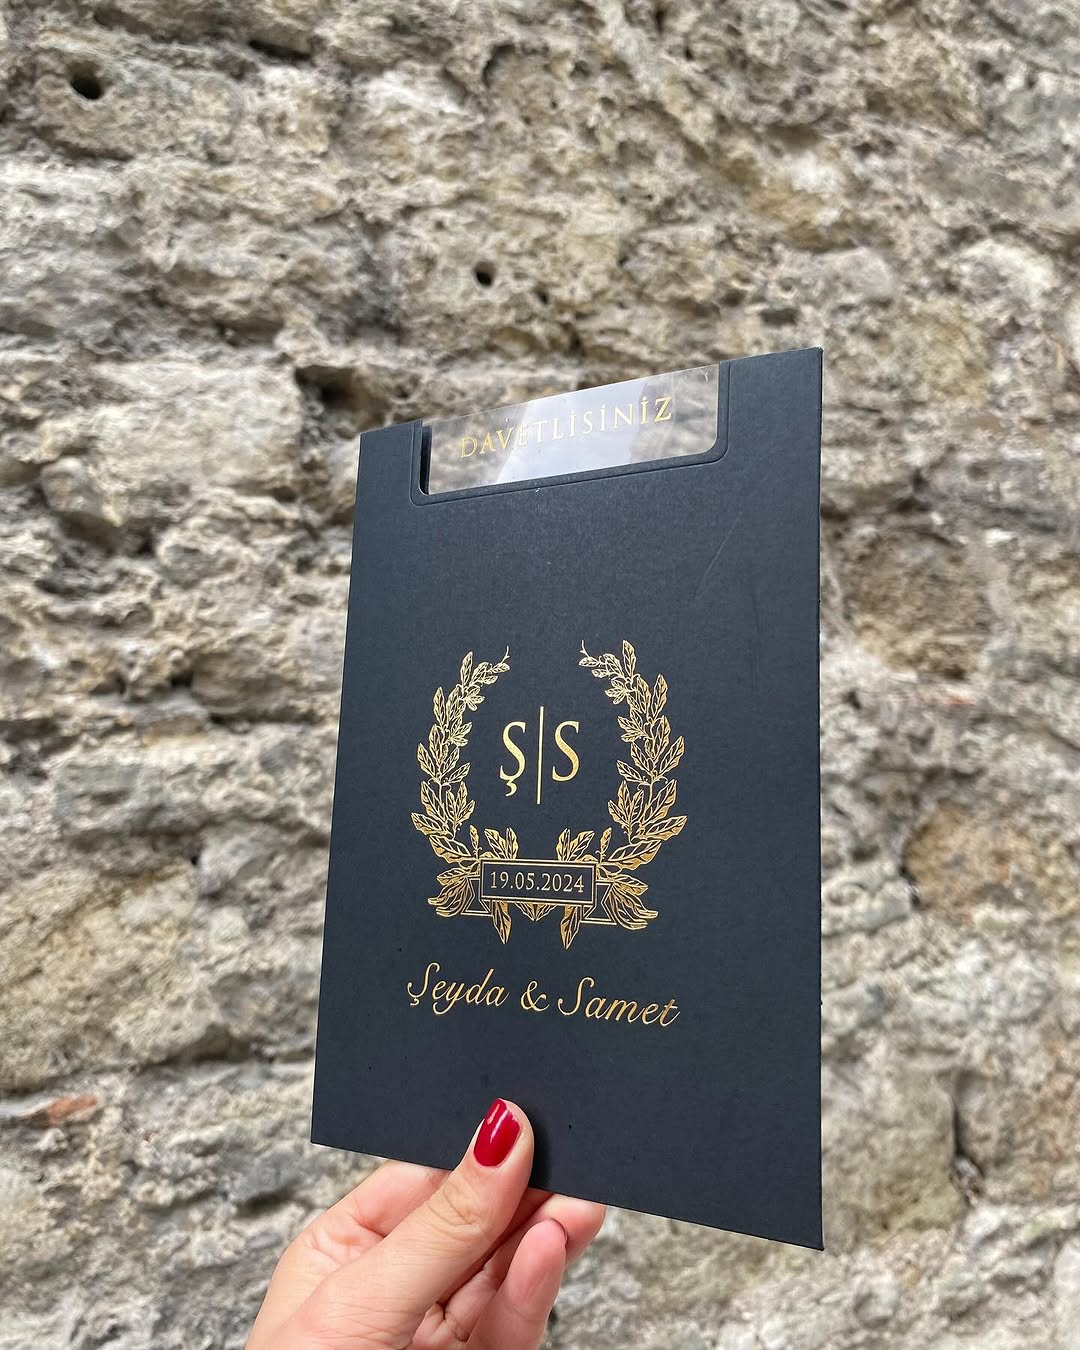 DAVETLİSİNİZ
Ş|S
19.05.2024
Şeyda & Samet